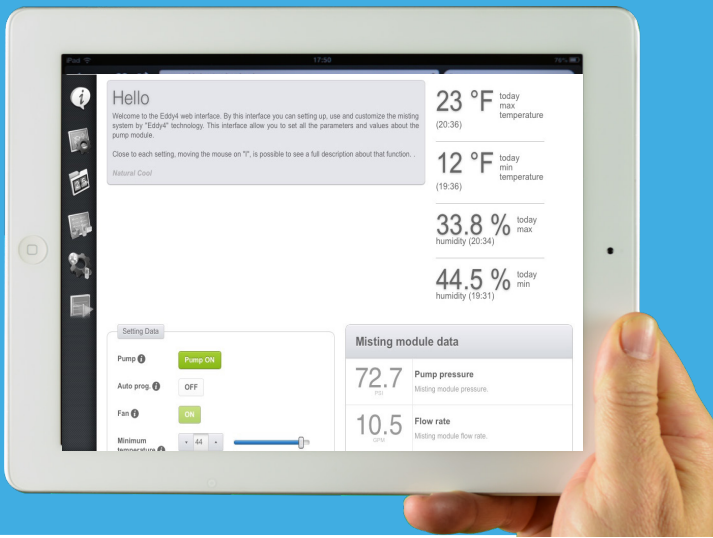 iPad
17:50
76%
Hello
Welcome to the Eddy4 web interface. By this interface you can setting up, use and customize the misting
system by "Eddy4" technology. This interface allow you to set all the parameters and values about the
pump module.
Close to each setting, moving the mouse on "i", is possible to see a full description about that function. .
Natural Cool
23 °F today
max
temperature
(20:36)
12 °F today
min
temperature
(19:36)
33.8 % today
max
humidity (20:34)
44.5 % today
min
humidity (19:31)
Setting Data
Pump i Pump ON
Auto prog. i OFF
Fan i ON
Minimum
temperature i
44
Misting module data
72.7
PSI
Pump pressure
Misting module pressure.
10.5
GPM
Flow rate
Misting module flow rate.